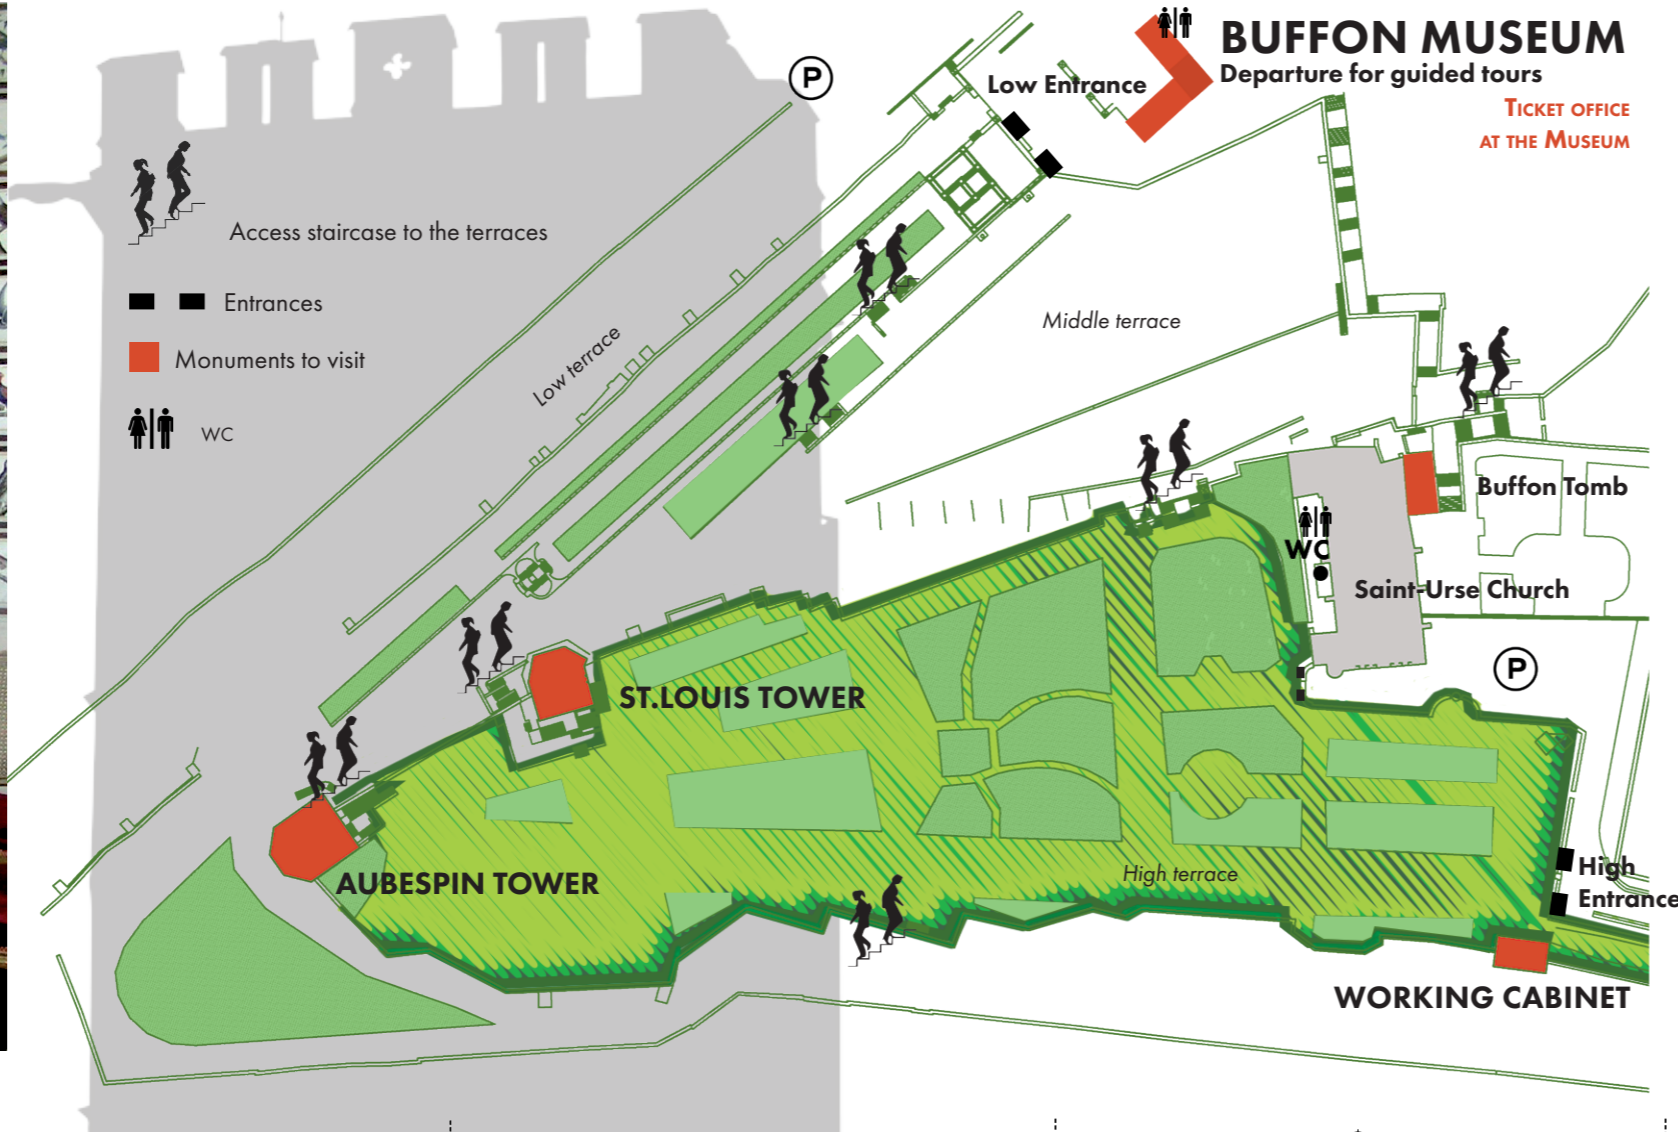 BUFFON MUSEUM
Departure for guided tours
TICKET OFFICE
AT THE MUSEUM
P
Low Entrance
Access staircase to the terraces
Entrances
Monuments to visit
WC
Low terrace
Middle terrace
Buffon Tomb
WC
Saint-Urse Church
P
ST.LOUIS TOWER
AUBESPIN TOWER
High terrace
High
Entrance
WORKING CABINET